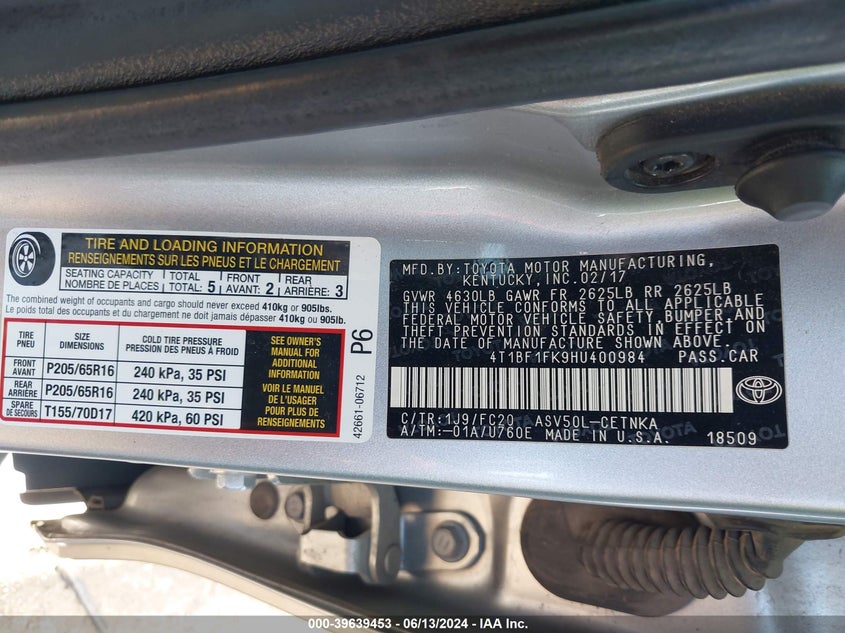 TIRE AND LOADING INFORMATION
RENSEIGNEMENTS SUR LES PNEUS ET LE CHARGEMENT
SEATING CAPACITY TOTAL FRONT REAR
NOMBRE DE PLACES TOTAL: 5 AVANT: 2 ARRIÈRE: 3
The combined weight of occupants and cargo should never exceed 410kg or 905lbs.
Le poids total des occupants et du chargement ne doit jamais dépasser 410kg ou 905lb.
TIRE SIZE COLD TIRE PRESSURE
PNEU DIMENSIONS PRESSION DES PNEUS À FROID
FRONT
AVANT P205/65R16 240 kPa, 35 PSI
REAR
ARRIÈRE P205/65R16 240 kPa, 35 PSI
SPARE
DE SECOURS T155/70D17 420 kPa, 60 PSI
SEE OWNER'S
MANUAL FOR
ADDITIONAL
INFORMATION
VOIR LE MANUEL
DE L'USAGER
POUR PLUS DE
RENSEIGNEMENTS
42661-06712
P6
MFD.BY:TOYOTA MOTOR MANUFACTURING,
KENTUCKY, INC.02/17
GVWR 4630LB GAWR FR 2625LB RR 2625LB
THIS VEHICLE CONFORMS TO ALL APPLICABLE
FEDERAL MOTOR VEHICLE SAFETY, BUMPER, AND
THEFT PREVENTION STANDARDS IN EFFECT ON
THE DATE OF MANUFACTURE SHOWN ABOVE.
4T1BF1FK9HU400984 PASS.CAR
C/TR:1J9/FC20 ASV50L-CETNKA
A/TM:-01A/U760E MADE IN U.S.A.
18509
TOYOTA
000-39639453 - 06/13/2024 - IAA Inc.